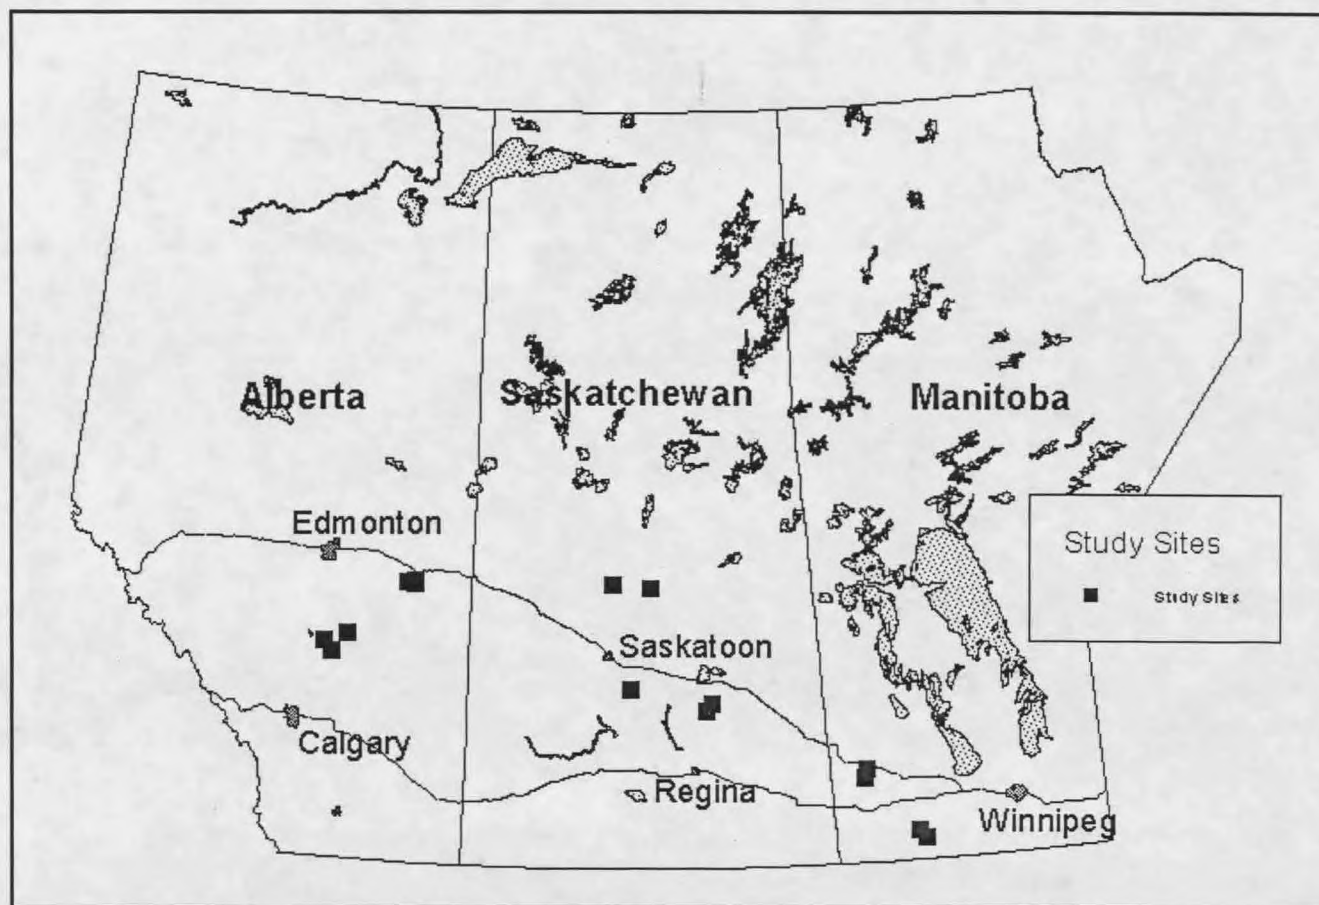 Alberta
Saskatchewan
Manitoba
Edmonton
Study Sites
Study Sites
Saskatoon
Calgary
Regina
Winnipeg